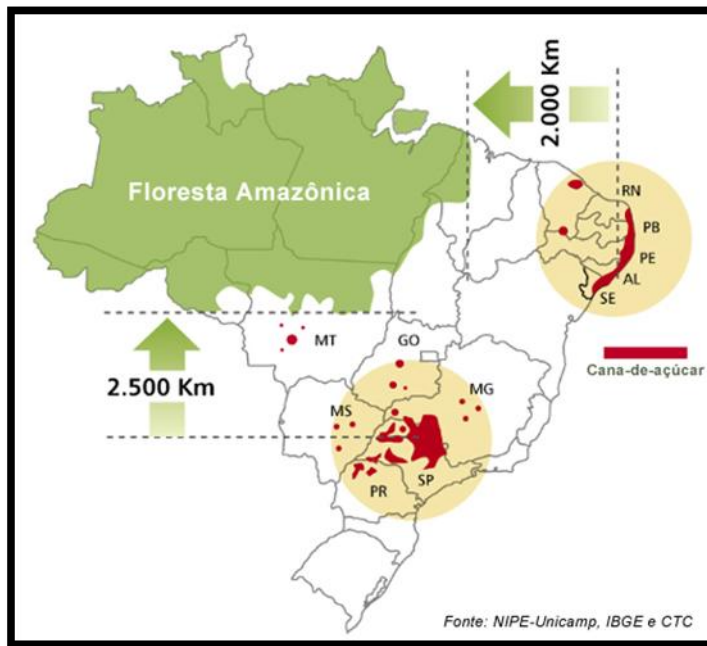 2.000 Km
Floresta Amazônica
RN
PB
PE
AL
SE
MT
GO
2.500 Km
MG
Cana-de-açúcar
MS
SP
PR
Fonte: NIPE-Unicamp, IBGE e CTC